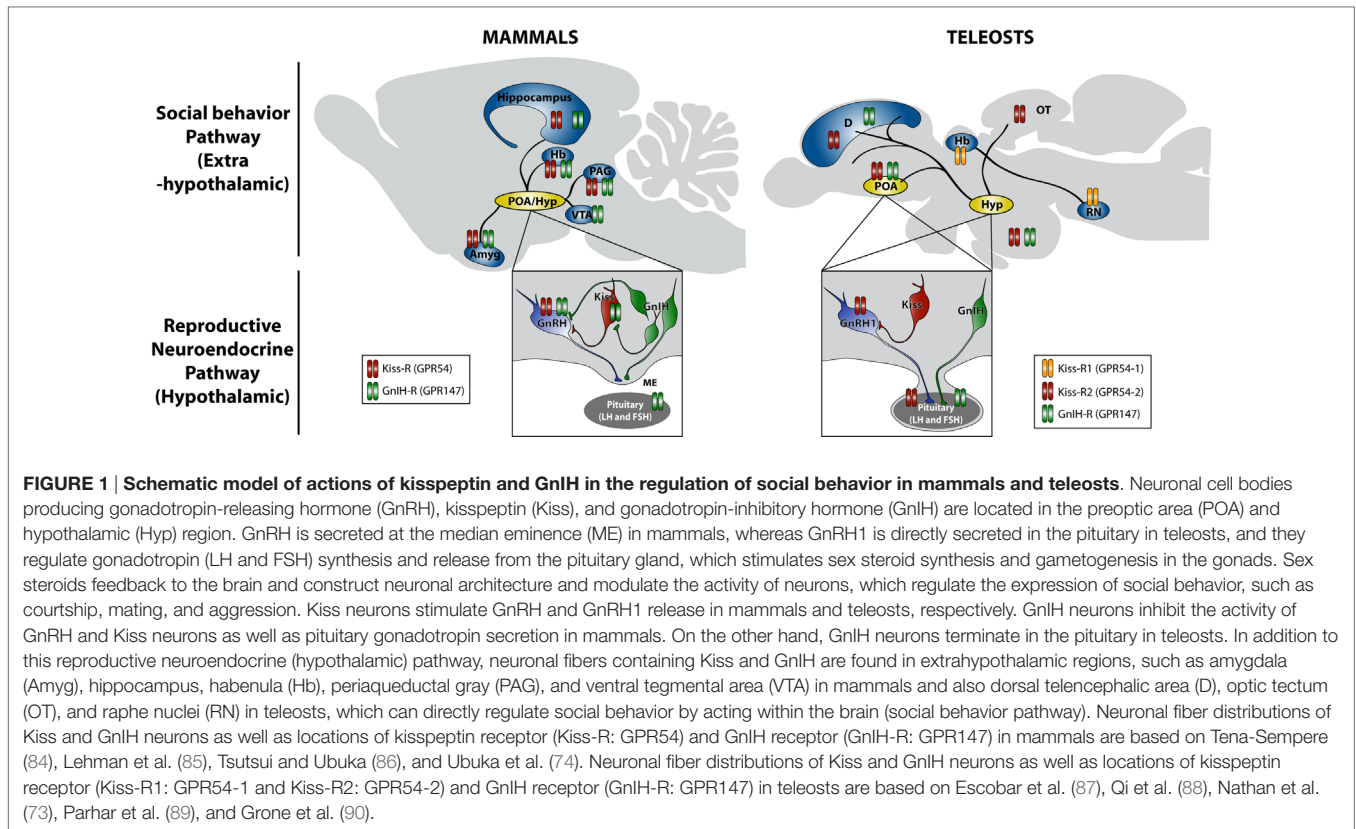 MAMMALS
TELEOSTS
Social behavior
Pathway
(Extra
-hypothalamic)
Hippocampus
Hb
PAG
POA/Hyp
VTA
Amyg
D
OT
Hb
POA
Hyp
RN
Reproductive
Neuroendocrine
Pathway
(Hypothalamic)
Kiss-R (GPR54)
GnIH-R (GPR147)
Kiss
GnIH
GnRH
ME
Pituitary
(LH and FSH)
Kiss
GnIH
GnRH1
Pituitary
(LH and FSH)
Kiss-R1 (GPR54-1)
Kiss-R2 (GPR54-2)
GnIH-R (GPR147)
FIGURE 1 | Schematic model of actions of kisspeptin and GnIH in the regulation of social behavior in mammals and teleosts. Neuronal cell bodies
producing gonadotropin-releasing hormone (GnRH), kisspeptin (Kiss), and gonadotropin-inhibitory hormone (GnIH) are located in the preoptic area (POA) and
hypothalamic (Hyp) region. GnRH is secreted at the median eminence (ME) in mammals, whereas GnRH1 is directly secreted in the pituitary in teleosts, and they
regulate gonadotropin (LH and FSH) synthesis and release from the pituitary gland, which stimulates sex steroid synthesis and gametogenesis in the gonads. Sex
steroids feedback to the brain and construct neuronal architecture and modulate the activity of neurons, which regulate the expression of social behavior, such as
courtship, mating, and aggression. Kiss neurons stimulate GnRH and GnRH1 release in mammals and teleosts, respectively. GnIH neurons inhibit the activity of
GnRH and Kiss neurons as well as pituitary gonadotropin secretion in mammals. On the other hand, GnIH neurons terminate in the pituitary in teleosts. In addition to
this reproductive neuroendocrine (hypothalamic) pathway, neuronal fibers containing Kiss and GnIH are found in extrahypothalamic regions, such as amygdala
(Amyg), hippocampus, habenula (Hb), periaqueductal gray (PAG), and ventral tegmental area (VTA) in mammals and also dorsal telencephalic area (D), optic tectum
(OT), and raphe nuclei (RN) in teleosts, which can directly regulate social behavior by acting within the brain (social behavior pathway). Neuronal fiber distributions of
Kiss and GnIH neurons as well as locations of kisspeptin receptor (Kiss-R: GPR54) and GnIH receptor (GnIH-R: GPR147) in mammals are based on Tena-Sempere
(84), Lehman et al. (85), Tsutsui and Ubuka (86), and Ubuka et al. (74). Neuronal fiber distributions of Kiss and GnIH neurons as well as locations of kisspeptin
receptor (Kiss-R1: GPR54-1 and Kiss-R2: GPR54-2) and GnIH receptor (GnIH-R: GPR147) in teleosts are based on Escobar et al. (87), Qi et al. (88), Nathan et al.
(73), Parhar et al. (89), and Grone et al. (90).